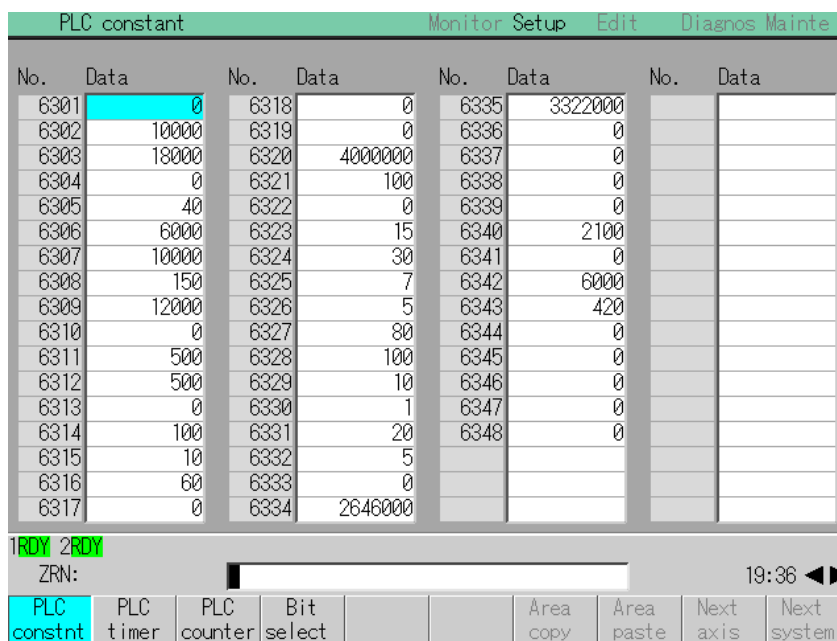 PLC constant Monitor Setup Edit Diagnos Mainte
No. Data No. Data No. Data No. Data
6301 0 6318 0 6335 3322000
6302 10000 6319 0 6336 0
6303 18000 6320 4000000 6337 0
6304 0 6321 100 6338 0
6305 40 6322 0 6339 0
6306 6000 6323 15 6340 2100
6307 10000 6324 30 6341 0
6308 150 6325 7 6342 6000
6309 12000 6326 5 6343 420
6310 0 6327 80 6344 0
6311 500 6328 100 6345 0
6312 500 6329 10 6346 0
6313 0 6330 1 6347 0
6314 100 6331 20 6348 0
6315 10 6332 5
6316 60 6333 0
6317 0 6334 2646000
1RDY 2RDY
ZRN: 19:36
PLC PLC PLC Bit Area Area Next Next
constnt timer counter select copy paste axis system